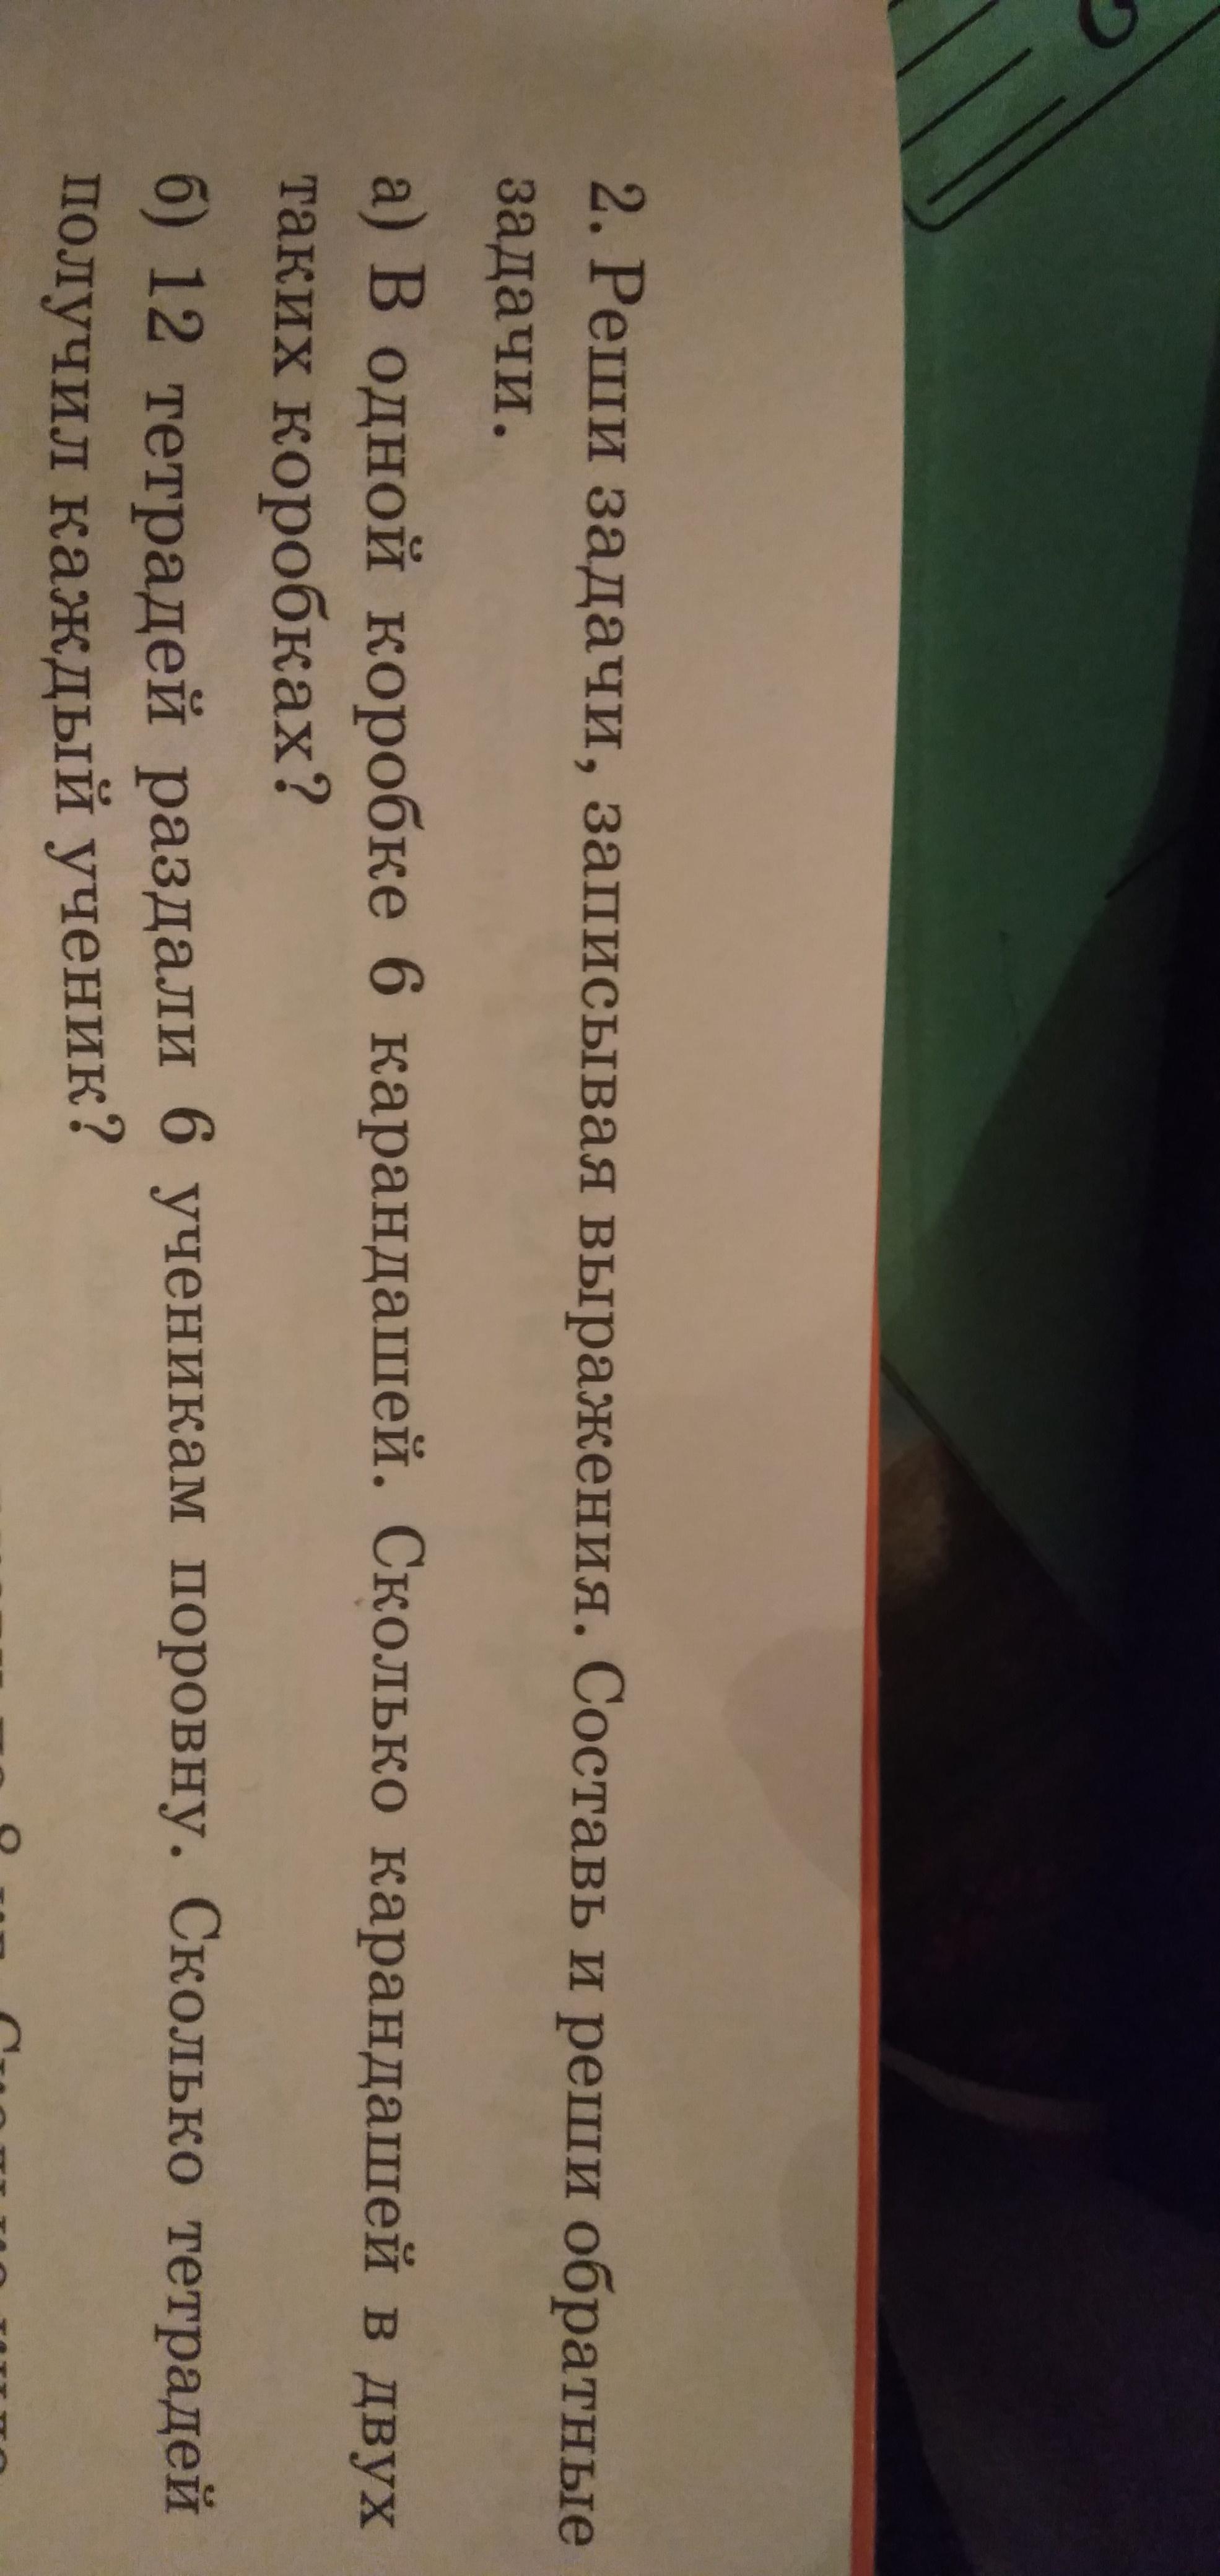 2. Реши задачи, записывая выражения. Составь и реши обратные
задачи.
а) В одной коробке 6 карандашей. Сколько карандашей в двух
таких коробках?
б) 12 тетрадей раздали 6 ученикам поровну. Сколько тетрадей
получил каждый ученик?